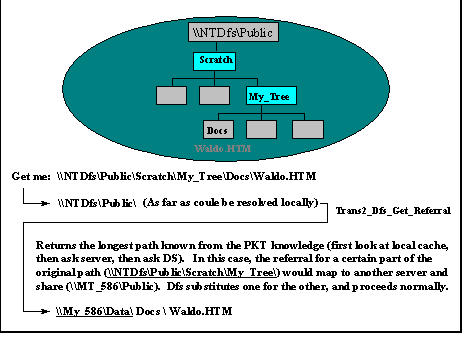 \\NTDfs\Public
Scratch
My_Tree
Docs
Waldo.HTM
Get me: \\NTDfs\Public\Scratch\My_Tree\Docs\Waldo.HTM
\\NTDfs\Public\ (As far as coule be resolved locally)
Trans2_Dfs_Get_Referral
Returns the longest path known from the PKT knowledge (first look at local cache,
then ask server, then ask DS). In this case, the referral for a certain part of the
original path (\\NTDfs\Public\Scratch\My_Tree\) would map to another server and
share (\\MT_586\Public). Dfs substitutes one for the other, and proceeds normally.
\\My_586\Data\ Docs \ Waldo.HTM